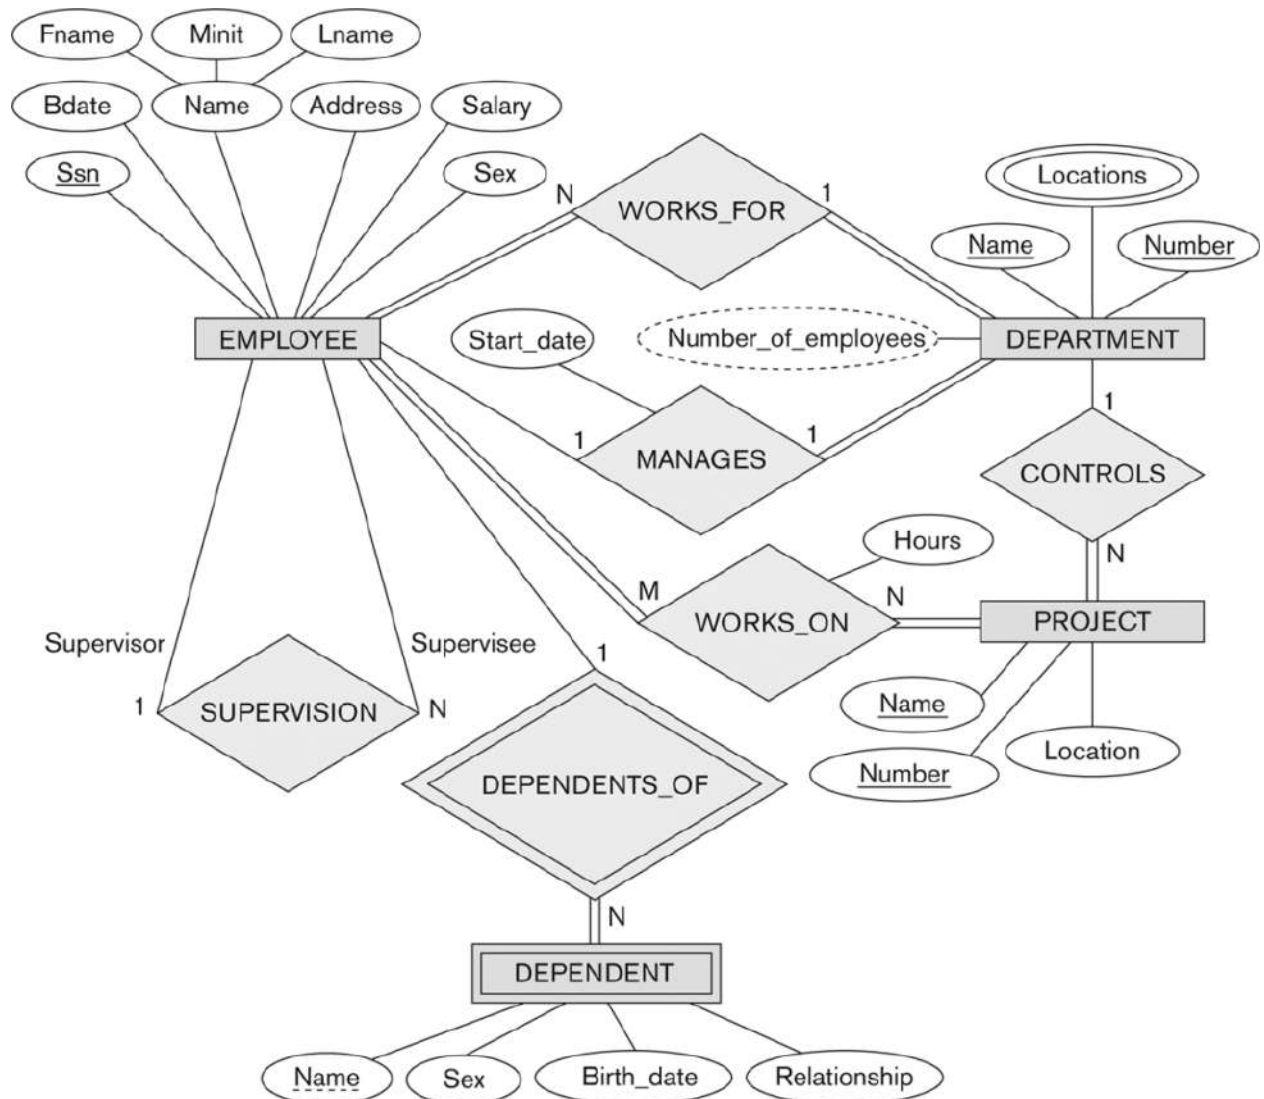 Fname Minit Lname
Bdate Name Address Salary
Ssn Sex
N WORKS_FOR 1
Locations
Name Number
EMPLOYEE
Start_date
Number_of_employees
DEPARTMENT
1 MANAGES 1
1
CONTROLS
N
Hours
M WORKS_ON N
PROJECT
Supervisor Supervisee
1 SUPERVISION N
1
Name
Number
Location
DEPENDENTS_OF
N
DEPENDENT
Name Sex Birth_date Relationship